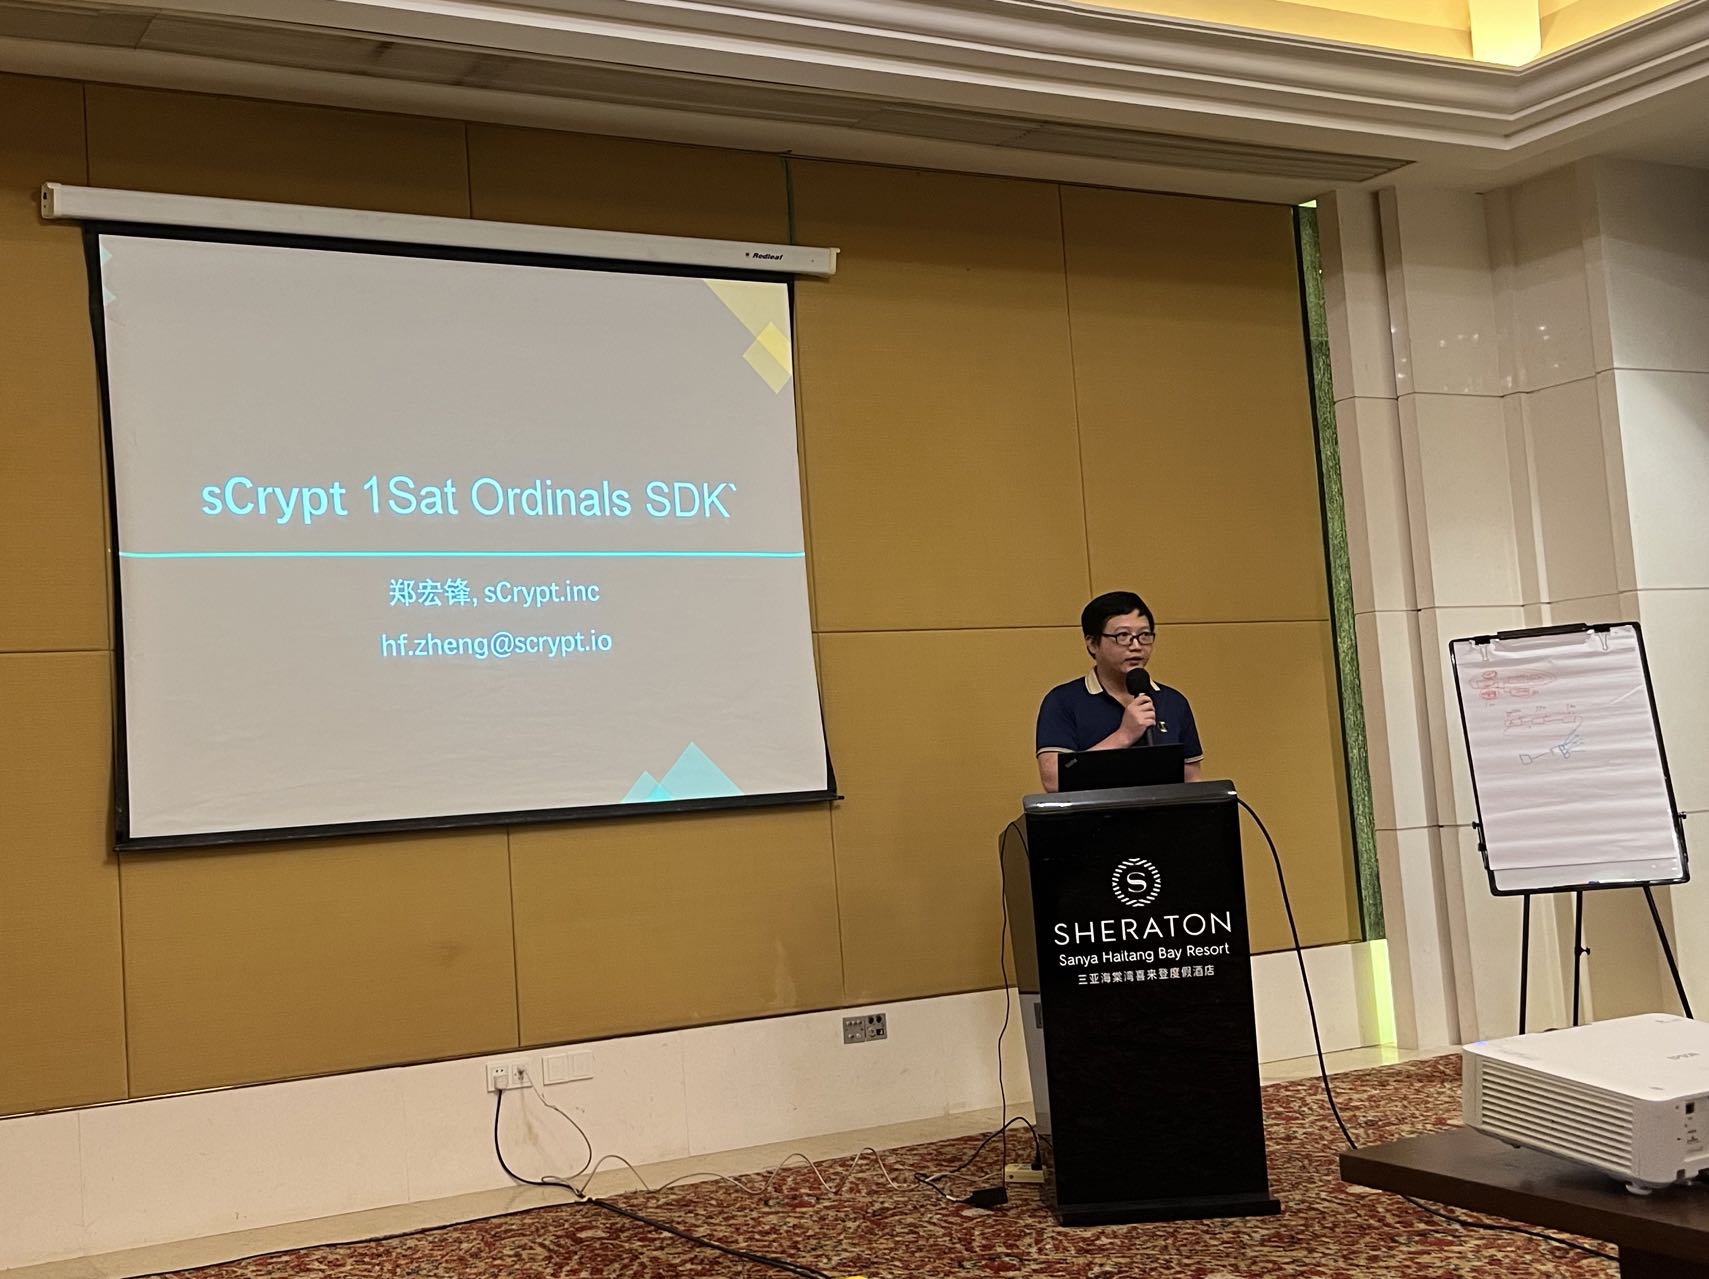 Redleaf
sCrypt 1Sat Ordinals SDK`
郑宏锋, sCrypt.inc
hf.zheng@scrypt.io
S
SHERATON
Sanya Haitang Bay Resort
三亚海棠湾喜来登度假酒店
EPSON